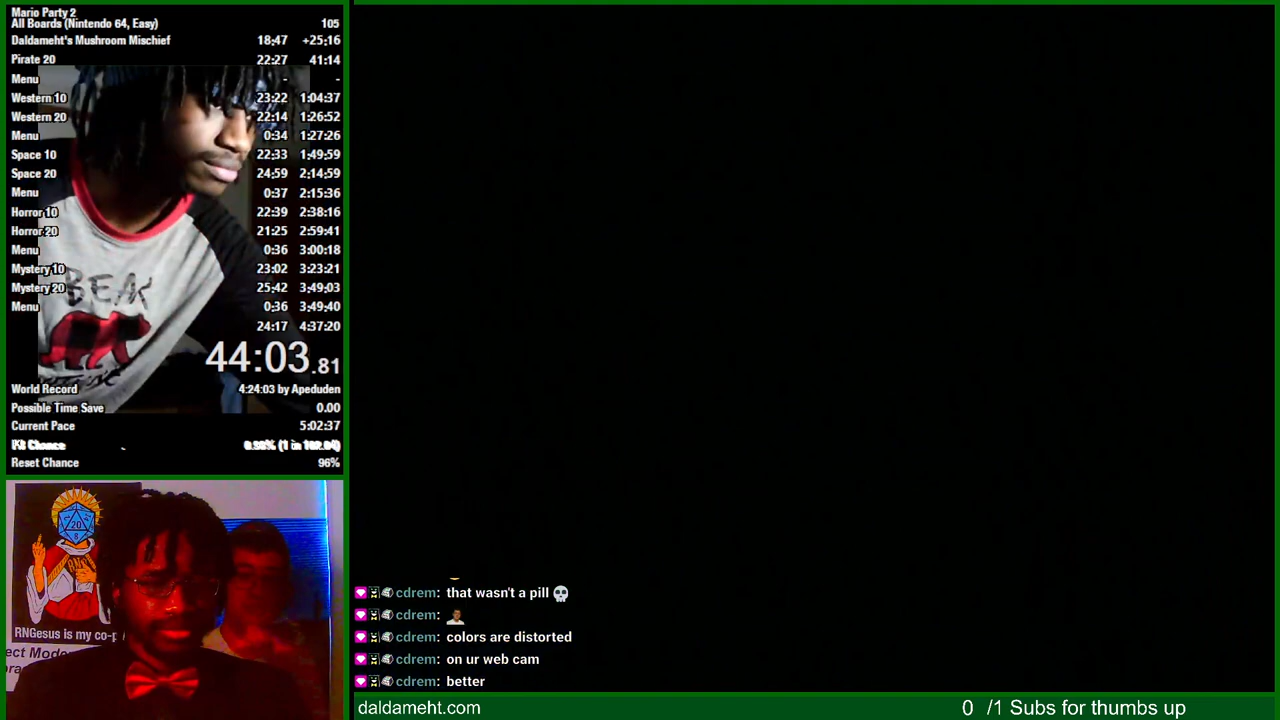 Mario Party 2
All Boards (Nintendo 64, Easy) 105
Daldameht's Mushroom Mischief 18:47 +25:16
Pirate 20 22:27 41:14
Menu - -
Western 10 23:22 1:04:37
Western 20 22:14 1:26:52
Menu 0:34 1:27:26
Space 10 22:33 1:49:59
Space 20 24:59 2:14:59
Menu 0:37 2:15:36
Horror 10 22:39 2:38:16
Horror 20 21:25 2:59:41
Menu 0:36 3:00:18
Mystery 10 23:02 3:23:21
Mystery 20 25:42 3:49:03
Menu 0:36 3:49:40
24:17 4:37:20
44:03.81
World Record 4:24:03 by Apeduden
Possible Time Save 0.00
Current Pace 5:02:37
Chance
Reset Chance 96%
BEAR
20
RNGesus is my co-p
cdrem: that wasn't a pill 💀
cdrem:
cdrem: colors are distorted
cdrem: on ur web cam
cdrem: better
daldameht.com 0 /1 Subs for thumbs up